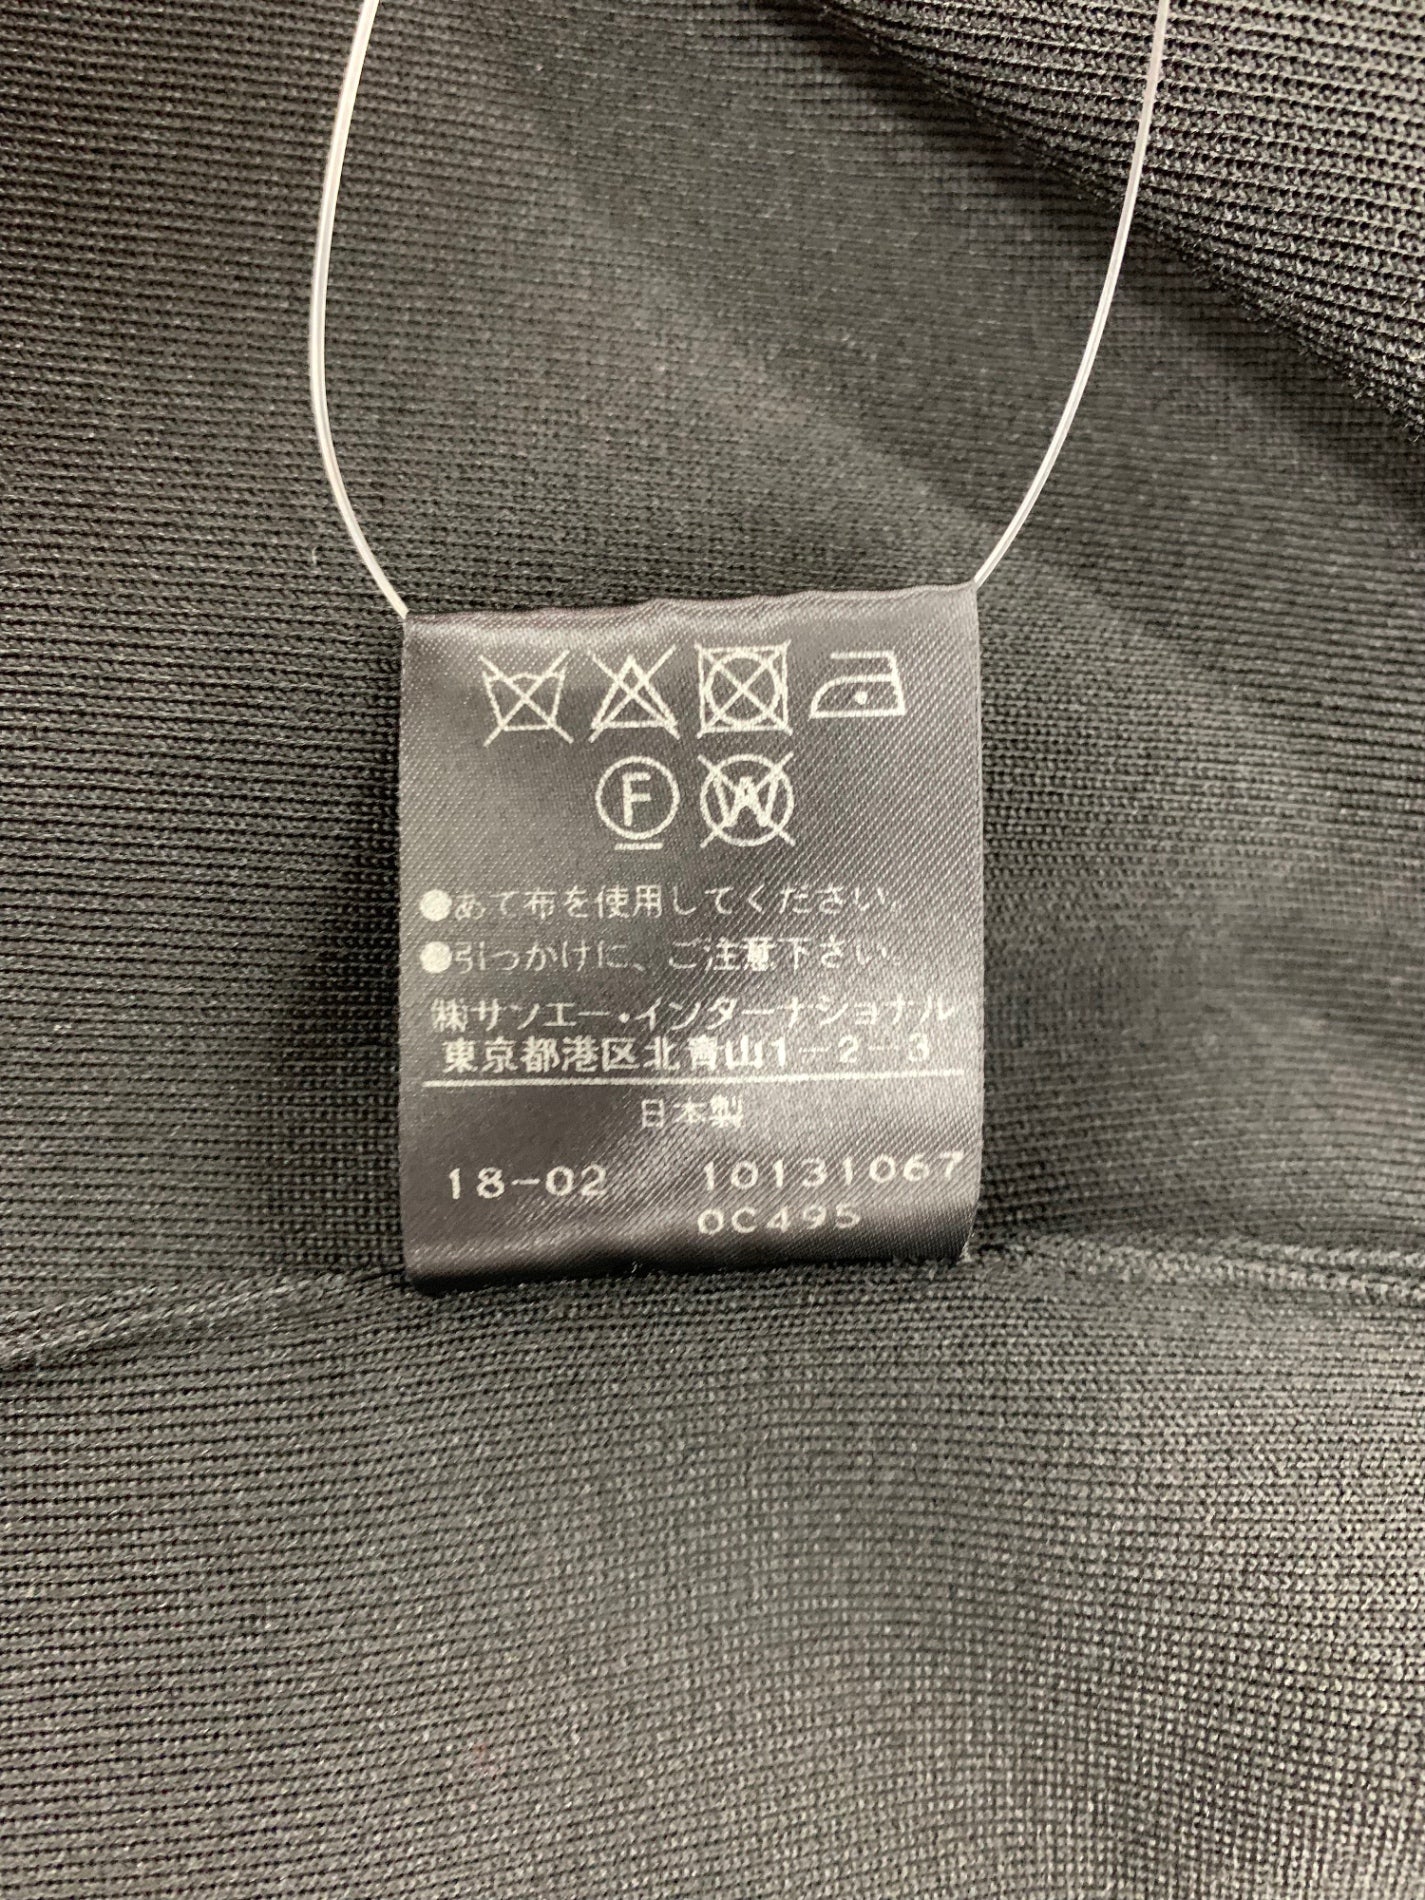 F W
●あて布を使用してください。
●引っかけに、ご注意下さい。
㈱サンエー・インターナショナル
東京都港区北青山1-2-3
日本製
18-02 10131067
0C495